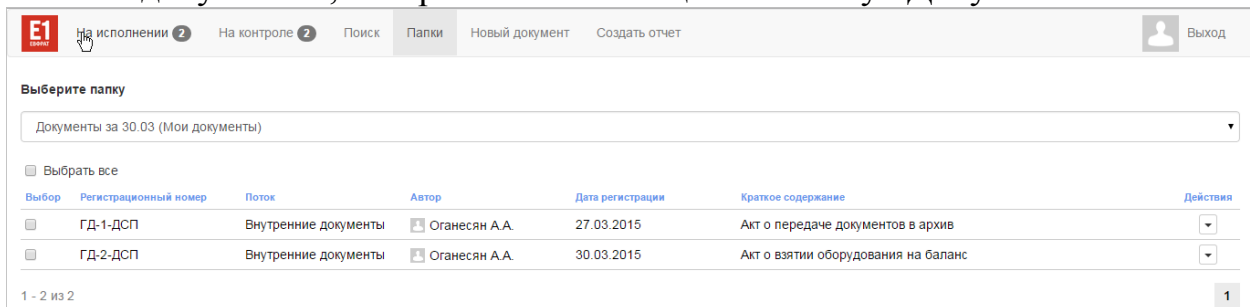 E1
ЕВФРАТ
На исполнении 2 На контроле 2 Поиск Папки Новый документ Создать отчет Выход
Выберите папку
Документы за 30.03 (Мои документы)
Выбрать все
Выбор Регистрационный номер Поток Автор Дата регистрации Краткое содержание Действия
ГД-1-ДСП Внутренние документы Оганесян А.А. 27.03.2015 Акт о передаче документов в архив
ГД-2-ДСП Внутренние документы Оганесян А.А. 30.03.2015 Акт о взятии оборудования на баланс
1 - 2 из 2 1